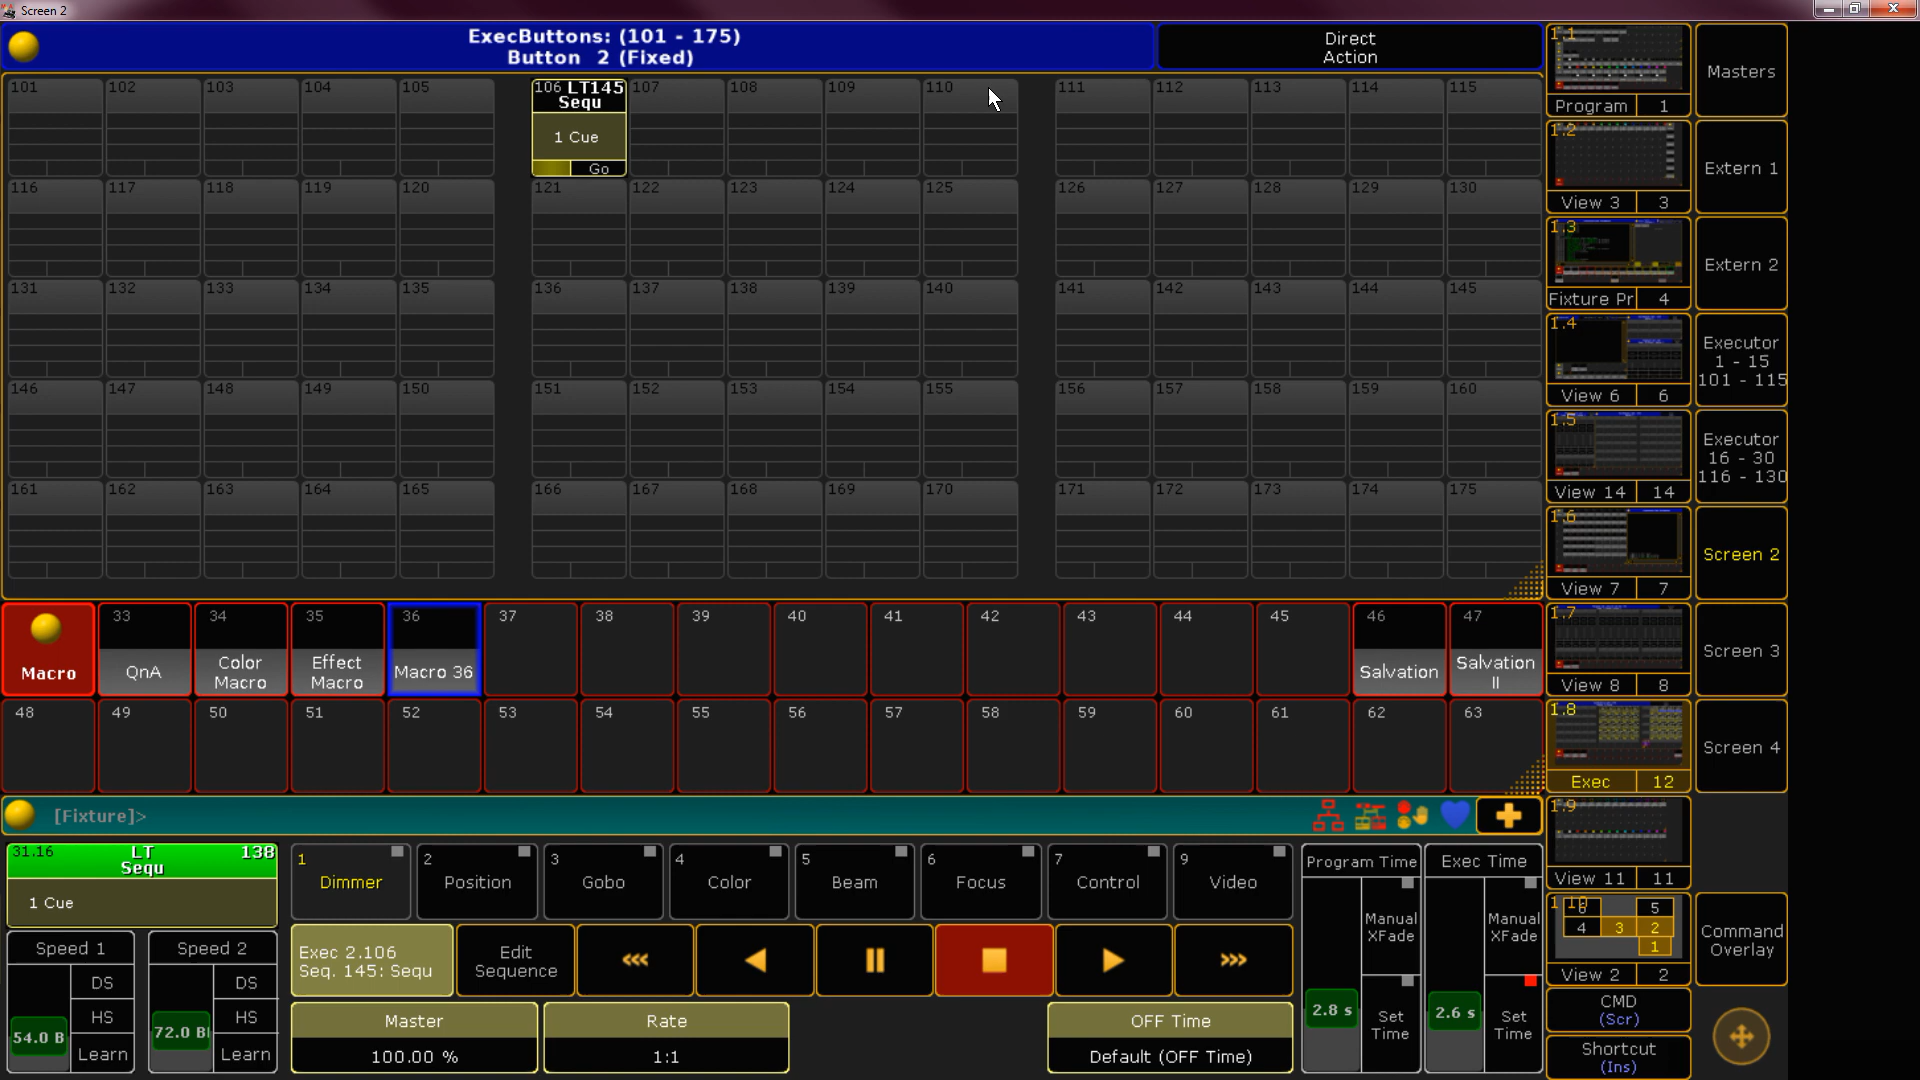 Screen 2
ExecButtons: (101 - 175)
Button 2 (Fixed)
Direct
Action
101 102 103 104 105 106 LT145 107 108 109 110 111 112 113 114 115
Sequ
1 Cue
Go
116 117 118 119 120 121 122 123 124 125 126 127 128 129 130
131 132 133 134 135 136 137 138 139 140 141 142 143 144 145
146 147 148 149 150 151 152 153 154 155 156 157 158 159 160
161 162 163 164 165 166 167 168 169 170 171 172 173 174 175
Macro
33 34 35 36 37 38 39 40 41 42 43 44 45 46 47
QnA
Color
Macro
Effect
Macro
Macro 36
Salvation
Salvation
II
48 49 50 51 52 53 54 55 56 57 58 59 60 61 62 63
[Fixture]>
31.16 LT 138
Sequ
1 Cue
Speed 1
DS
HS
54.0 B
Learn
Speed 2
DS
HS
72.0 B
Learn
1 Dimmer
2 Position
3 Gobo
4 Color
5 Beam
6 Focus
7 Control
9 Video
Exec 2.106
Seq. 145: Sequ
Edit
Sequence
Master
100.00 %
Rate
1:1
OFF Time
Default (OFF Time)
Program Time
Manual
XFade
2.8 s
Set
Time
Exec Time
Manual
XFade
2.6 s
Set
Time
1.1
Program 1
1.2
View 3 3
1.3
Fixture Pr 4
1.4
View 6 6
1.5
View 14 14
1.6
View 7 7
1.7
View 8 8
1.8
Exec 12
1.9
View 11 11
5
4 3 2
1
View 2 2
CMD
(Scr)
Shortcut
(Ins)
Masters
Extern 1
Extern 2
Executor
1 - 15
101 - 115
Executor
16 - 30
116 - 130
Screen 2
Screen 3
Screen 4
Command
Overlay